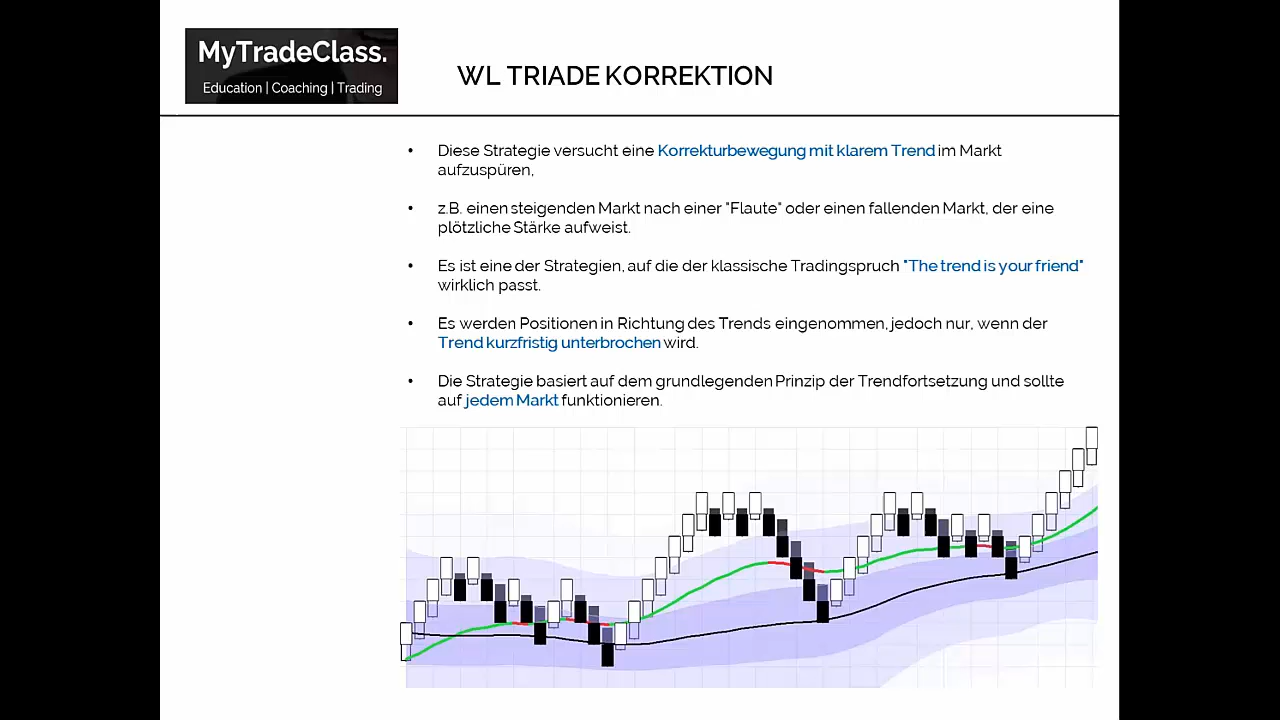 MyTradeClass.
Education | Coaching | Trading
WL TRIADE KORREKTION
• Diese Strategie versucht eine Korrekturbewegung mit klarem Trend im Markt
aufzuspüren,
• z.B. einen steigenden Markt nach einer "Flaute" oder einen fallenden Markt, der eine
plötzliche Stärke aufweist.
• Es ist eine der Strategien, auf die der klassische Tradingspruch "The trend is your friend"
wirklich passt.
• Es werden Positionen in Richtung des Trends eingenommen, jedoch nur, wenn der
Trend kurzfristig unterbrochen wird.
• Die Strategie basiert auf dem grundlegenden Prinzip der Trendfortsetzung und sollte
auf jedem Markt funktionieren.